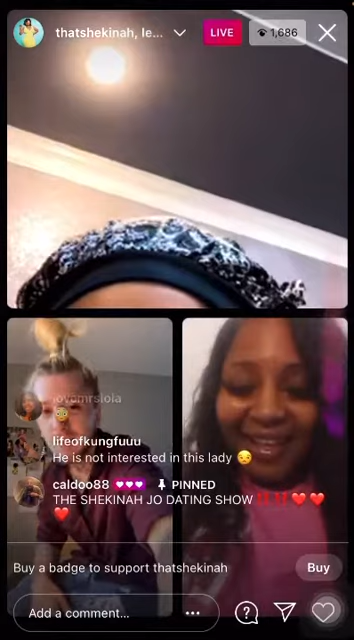 thatshekinah, le...
LIVE
1,686
iovamrslola
😳
lifeofkungfuuu
He is not interested in this lady 😒
caldoo88 PINNED
THE SHEKINAH JO DATING SHOW‼️‼️❤️❤️
❤️
Buy a badge to support thatshekinah
Buy
Add a comment...